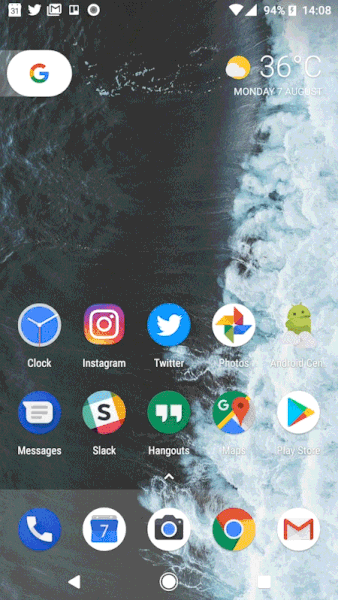 31
94% 14:08
G
36°C
MONDAY 7 AUGUST
Clock Instagram Twitter Photos Android Cen
Messages Slack Hangouts Maps Play Store
7